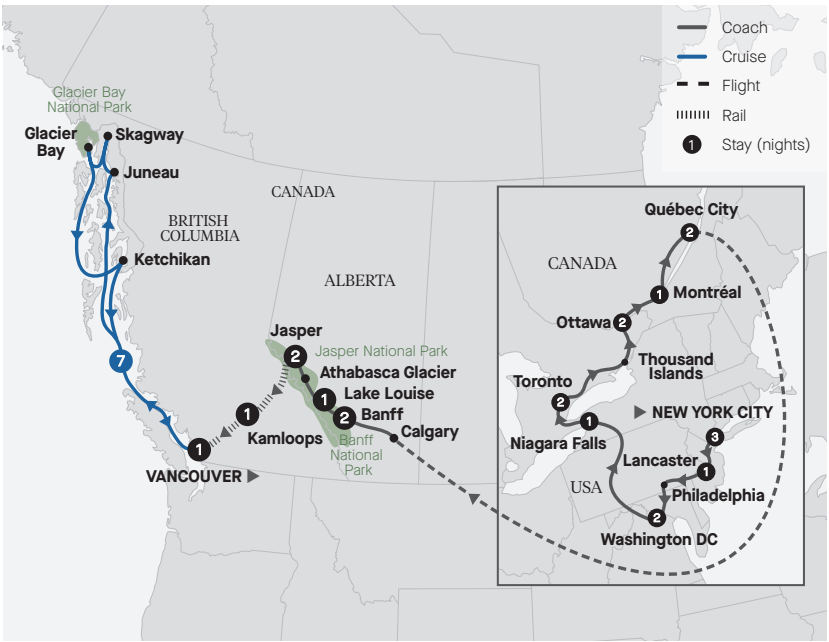 Coach
Cruise
Flight
Rail
1 Stay (nights)
Glacier Bay
National Park
Glacier
Bay
Skagway
Juneau
CANADA
BRITISH
COLUMBIA
Ketchikan
ALBERTA
Jasper
2
Jasper National Park
Athabasca Glacier
1
Lake Louise
2
Banff
Calgary
Banff
National
Park
7
1
Kamloops
1
VANCOUVER
Québec City
2
CANADA
1
Montréal
Ottawa
2
Thousand
Islands
Toronto
2
NEW YORK CITY
1
3
Niagara Falls
Lancaster
1
USA
Philadelphia
2
Washington DC